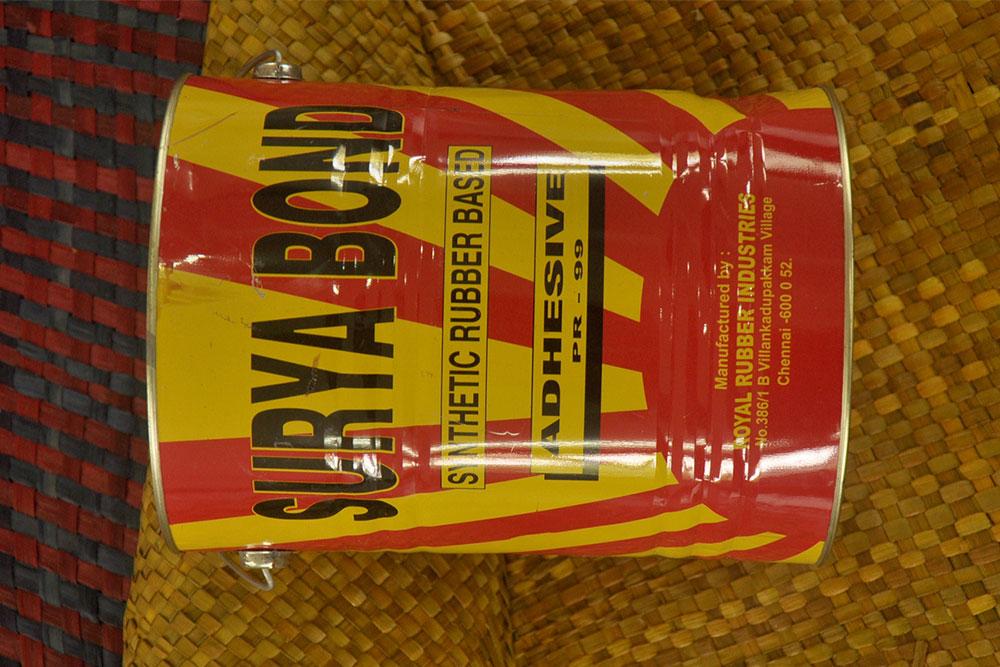 SURYA BOND
SYNTHETIC RUBBER BASED
ADHESIVE
PR - 99
Manufactured by :
ROYAL RUBBER INDUSTRIES
No.386/1 B Villankadupakkam Village
Chennai -600 0 52.